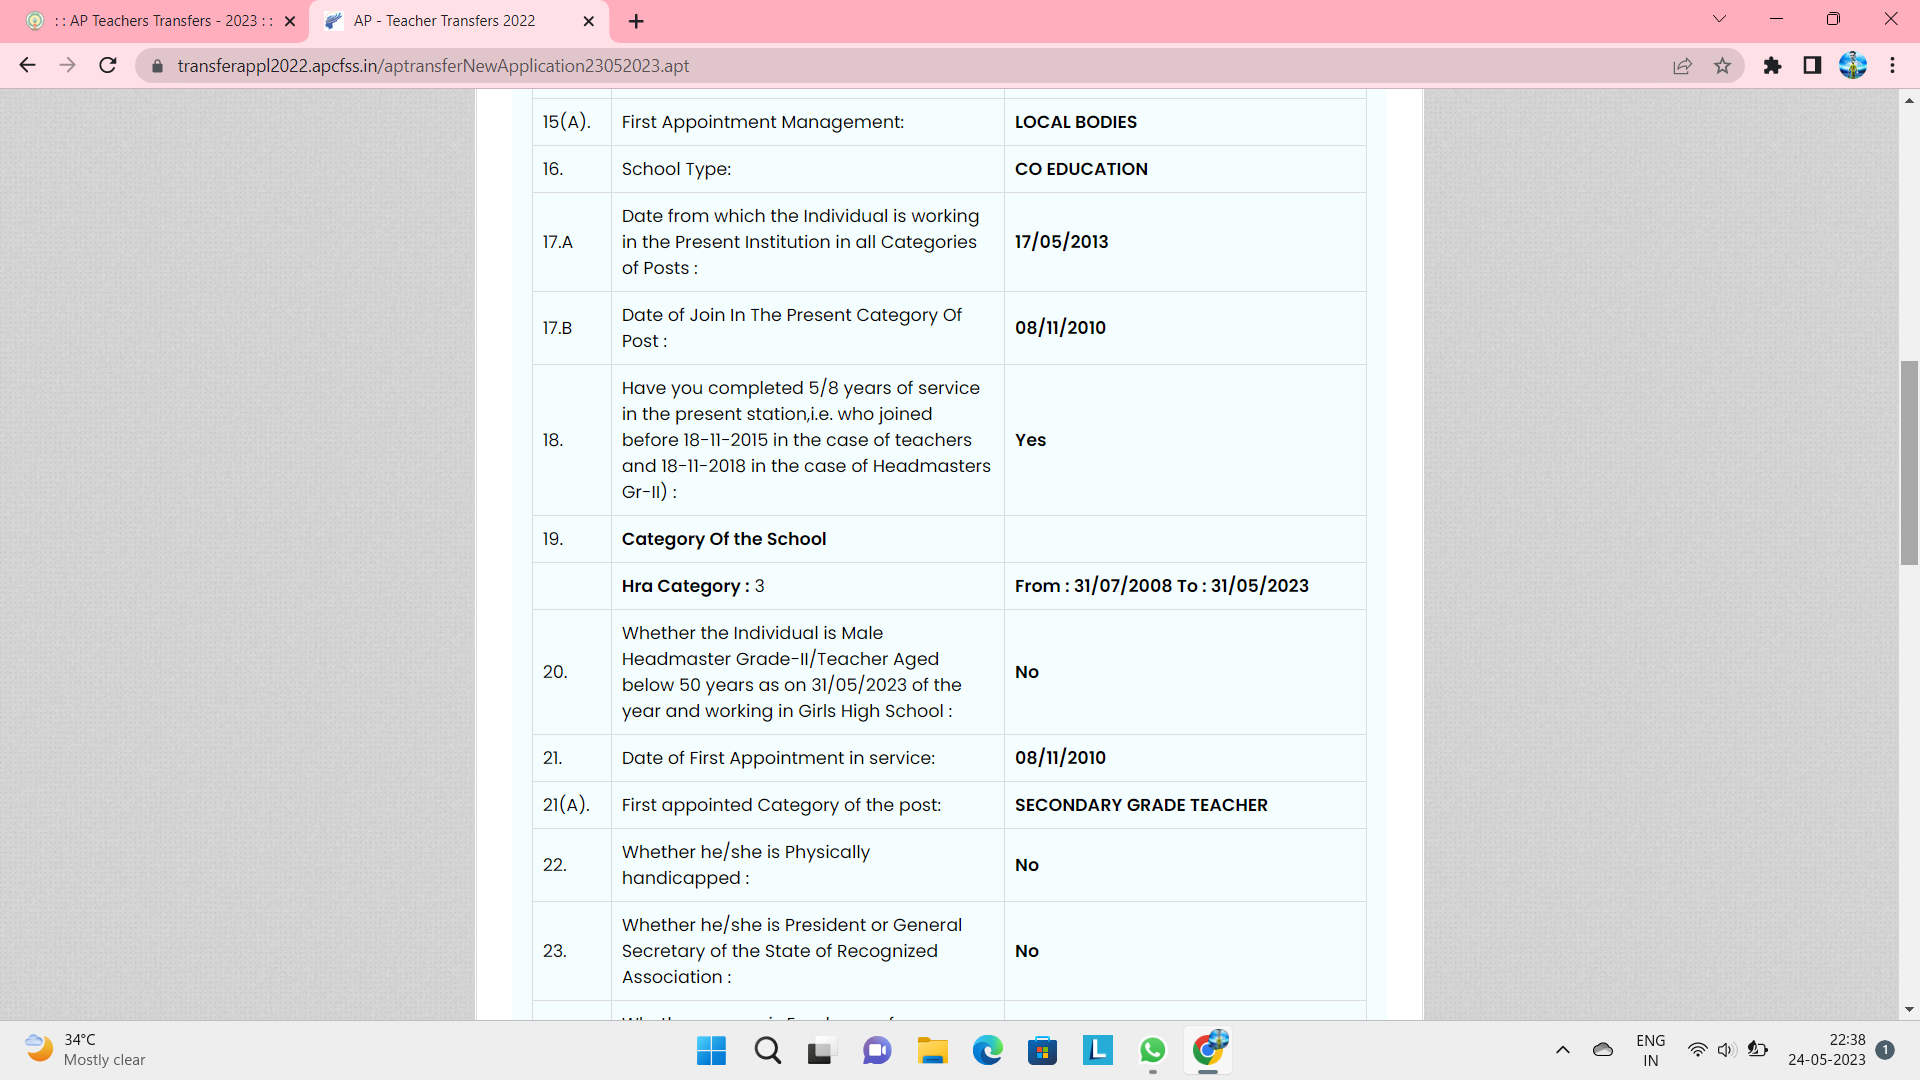 : : AP Teachers Transfers - 2023 : :
AP - Teacher Transfers 2022
transferappl2022.apcfss.in/aptransferNewApplication23052023.apt
15(A). First Appointment Management: LOCAL BODIES
16. School Type: CO EDUCATION
Date from which the Individual is working
17.A in the Present Institution in all Categories 17/05/2013
of Posts :
Date of Join In The Present Category Of
17.B 08/11/2010
Post :
Have you completed 5/8 years of service
in the present station,i.e. who joined
18. before 18-11-2015 in the case of teachers Yes
and 18-11-2018 in the case of Headmasters
Gr-II) :
19. Category Of the School
Hra Category : 3 From : 31/07/2008 To : 31/05/2023
Whether the Individual is Male
Headmaster Grade-II/Teacher Aged
20. No
below 50 years as on 31/05/2023 of the
year and working in Girls High School :
21. Date of First Appointment in service: 08/11/2010
21(A). First appointed Category of the post: SECONDARY GRADE TEACHER
Whether he/she is Physically
22. No
handicapped :
Whether he/she is President or General
23. Secretary of the State of Recognized No
Association :
34°C
Mostly clear
ENG
IN
22:38
24-05-2023
1